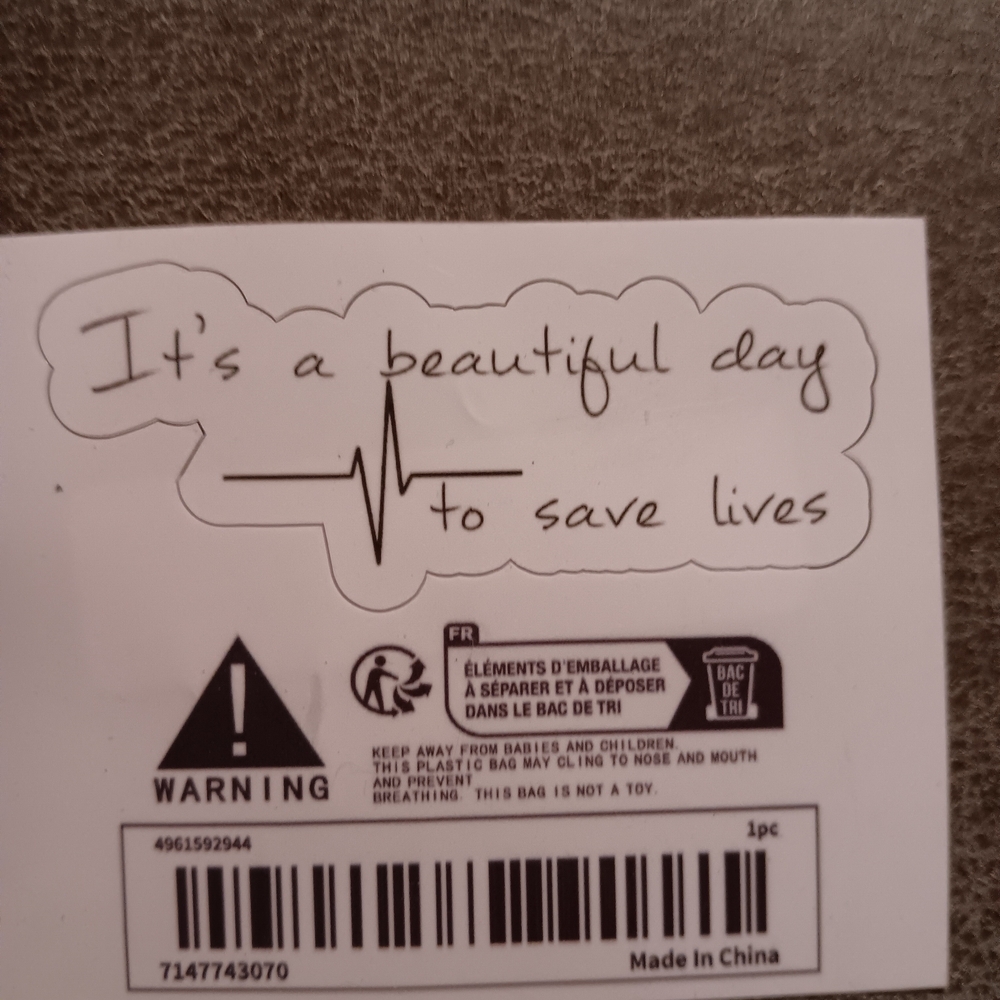 It's a beautiful day
to save lives
FR
ÉLÉMENTS D'EMBALLAGE
À SÉPARER ET À DÉPOSER
DANS LE BAC DE TRI
BAC
DE
TRI
KEEP AWAY FROM BABIES AND CHILDREN.
THIS PLASTIC BAG MAY CLING TO NOSE AND MOUTH
AND PREVENT
BREATHING. THIS BAG IS NOT A TOY.
WARNING
4961592944
1pc
7147743070
Made In China